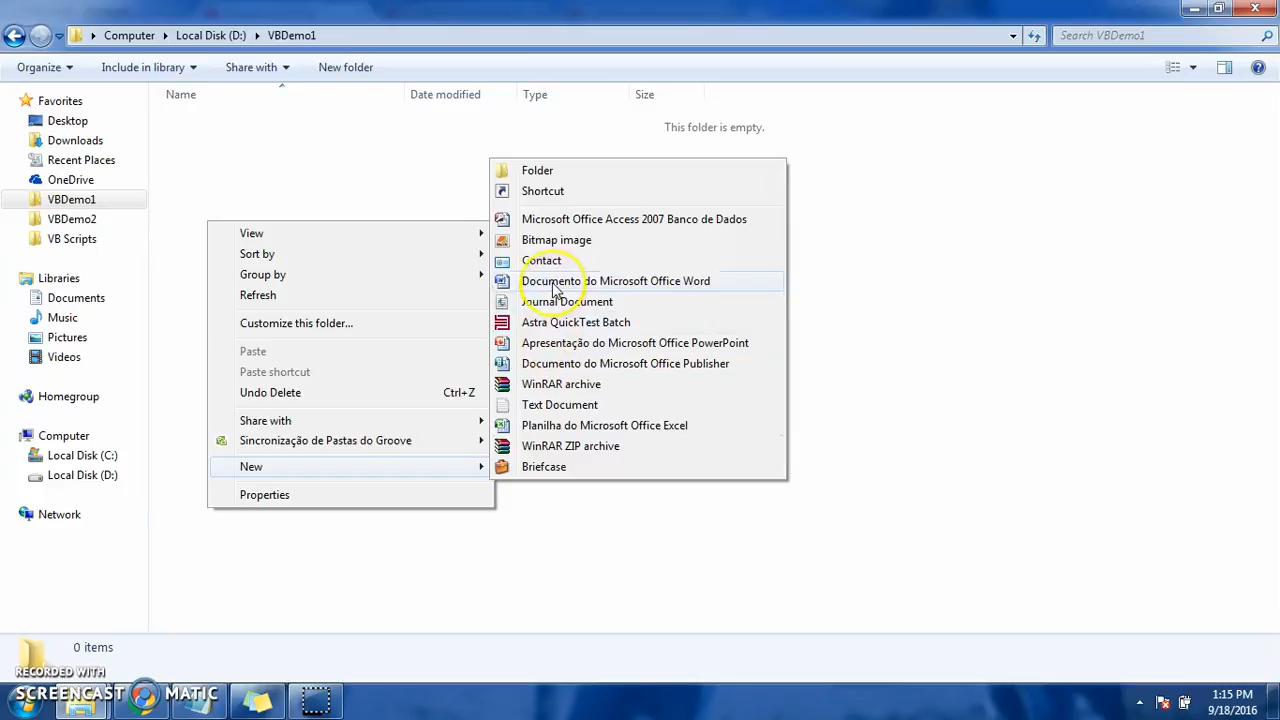 Computer
Local Disk (D:)
VBDemo1
Search VBDemo1
Organize
Include in library
Share with
New folder
Name
Date modified
Type
Size
This folder is empty.
Favorites
Desktop
Downloads
Recent Places
OneDrive
VBDemo1
VBDemo2
VB Scripts
Libraries
Documents
Music
Pictures
Videos
Homegroup
Computer
Local Disk (C:)
Local Disk (D:)
Network
View
Sort by
Group by
Refresh
Customize this folder...
Paste
Paste shortcut
Undo Delete Ctrl+Z
Share with
Sincronização de Pastas do Groove
New
Properties
Folder
Shortcut
Microsoft Office Access 2007 Banco de Dados
Bitmap image
Contact
Documento do Microsoft Office Word
Journal Document
Astra QuickTest Batch
Apresentação do Microsoft Office PowerPoint
Documento do Microsoft Office Publisher
WinRAR archive
Text Document
Planilha do Microsoft Office Excel
WinRAR ZIP archive
Briefcase
0 items
RECORDED WITH
SCREENCAST MATIC
1:15 PM
9/18/2016